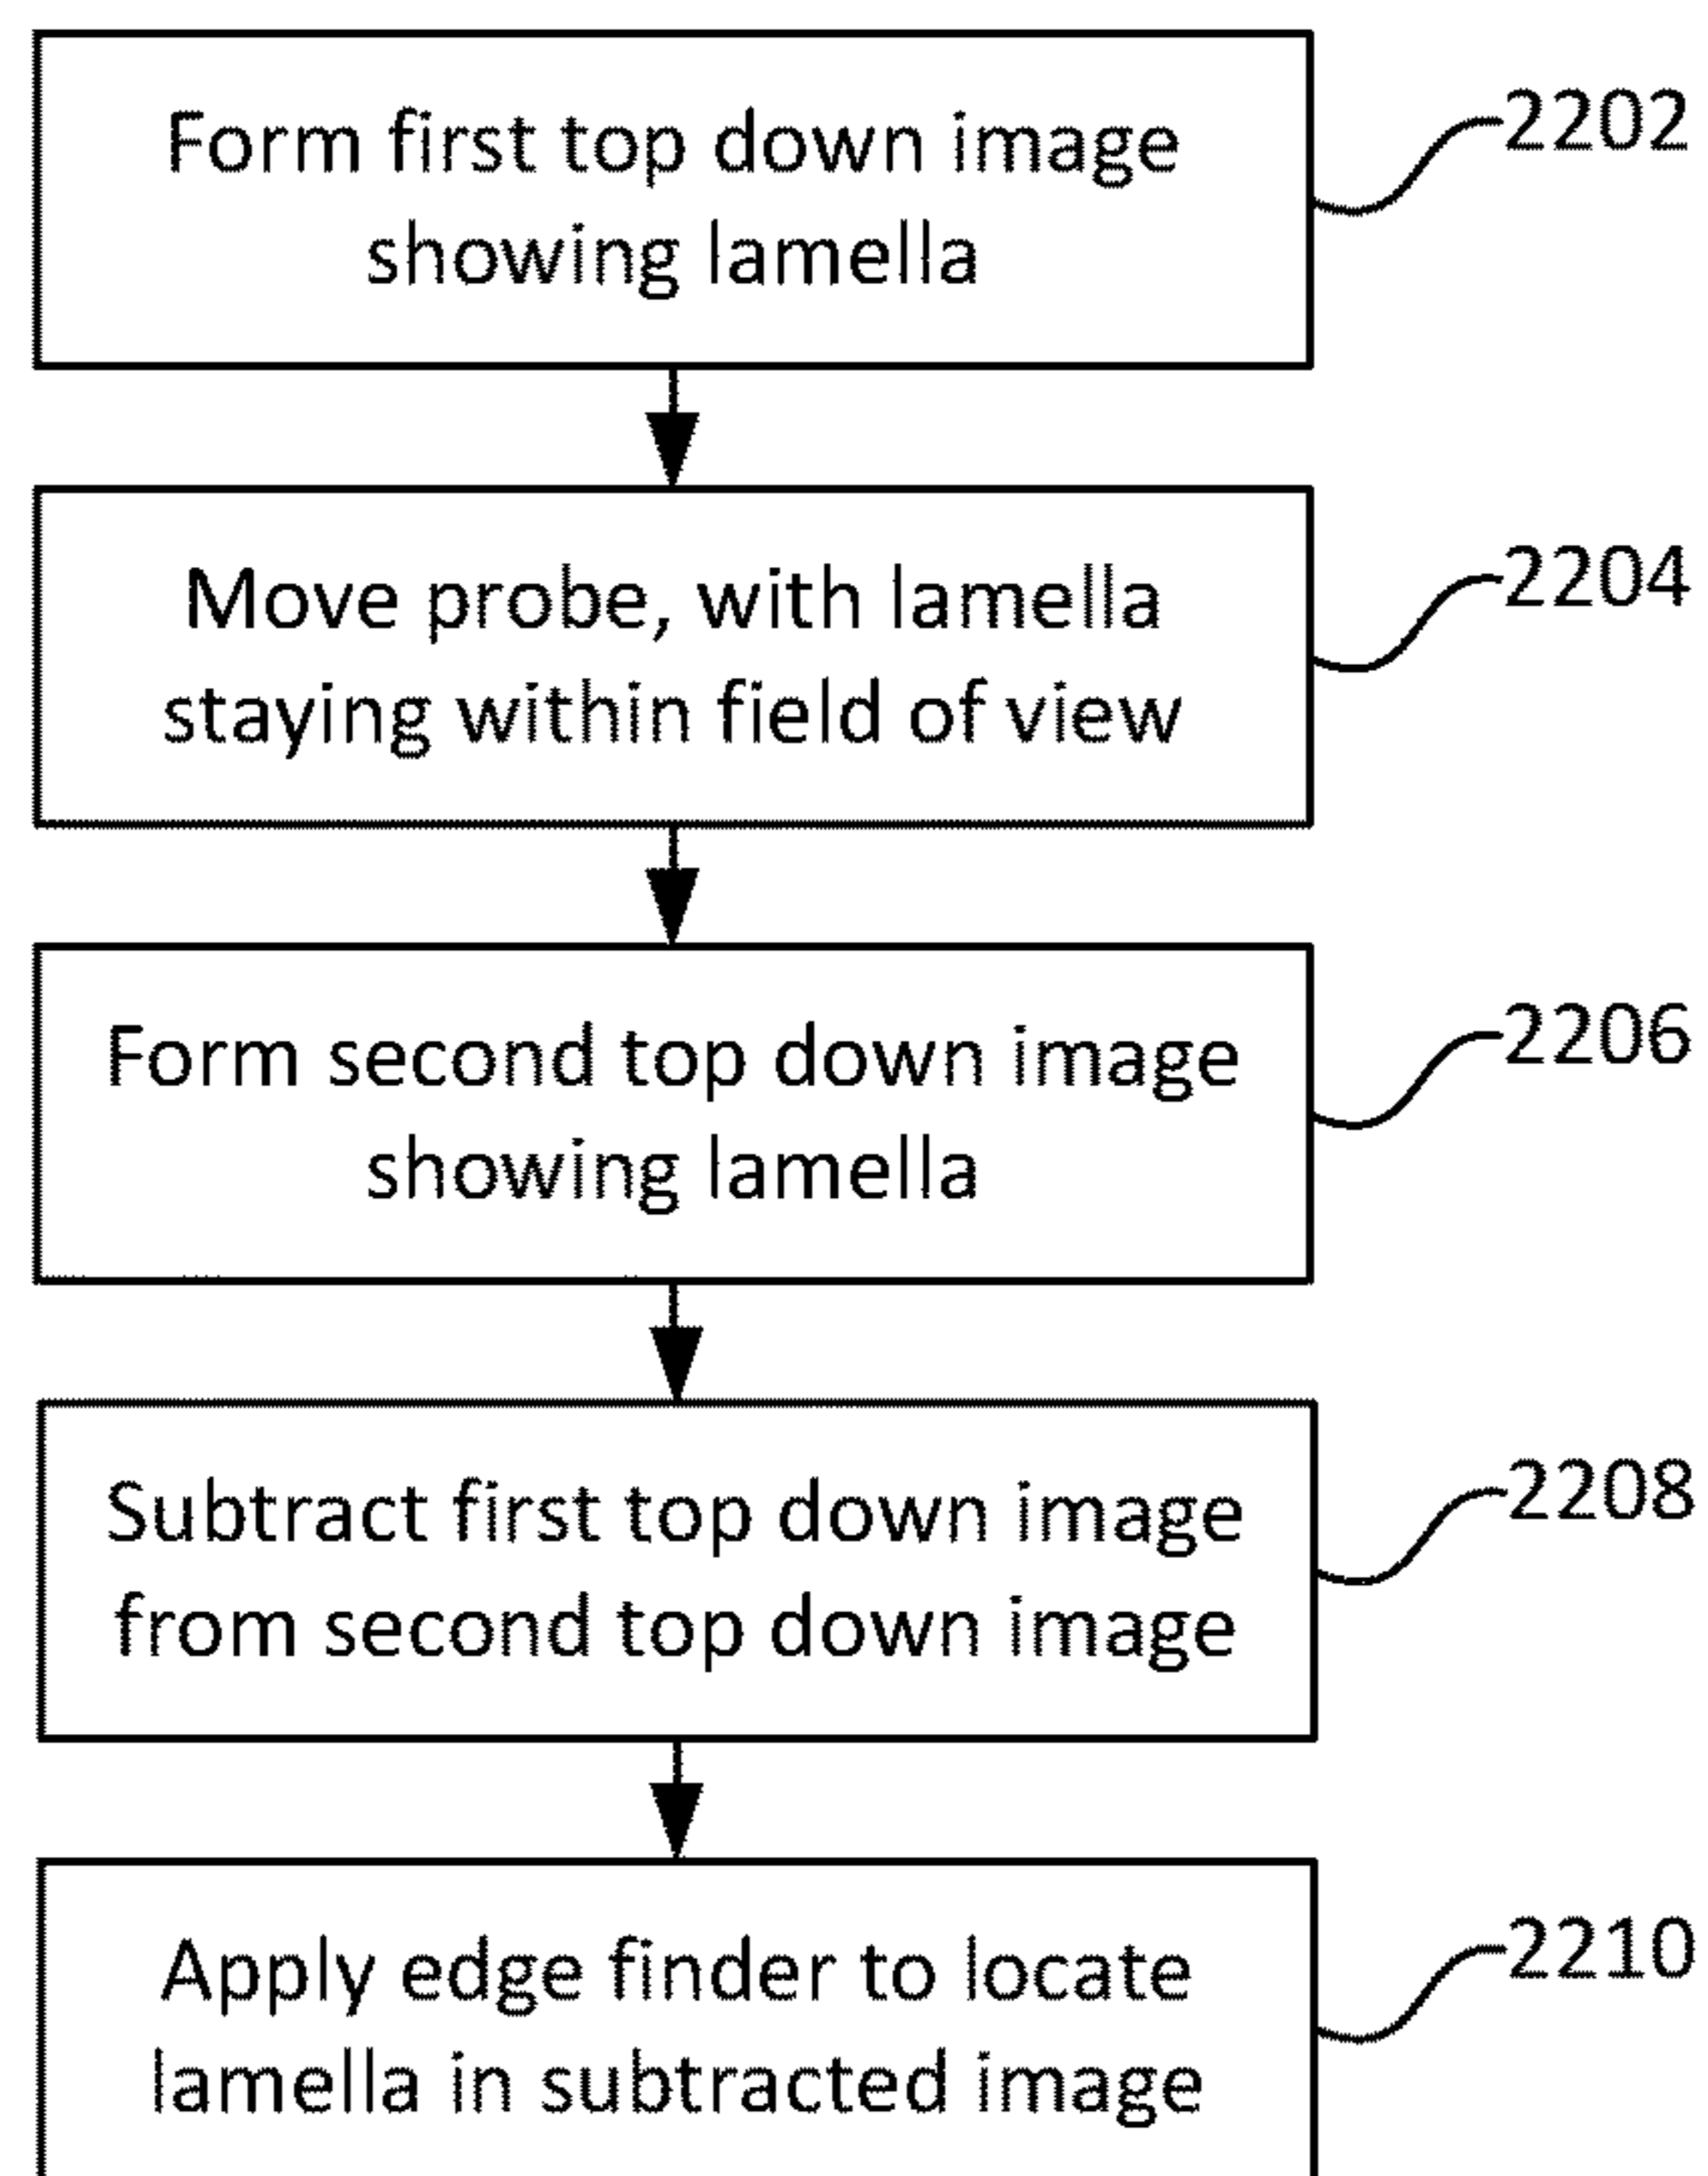 Form first top down image
showing lamella
2202
Move probe, with lamella
staying within field of view
2204
Form second top down image
showing lamella
2206
Subtract first top down image
from second top down image
2208
Apply edge finder to locate
lamella in subtracted image
2210